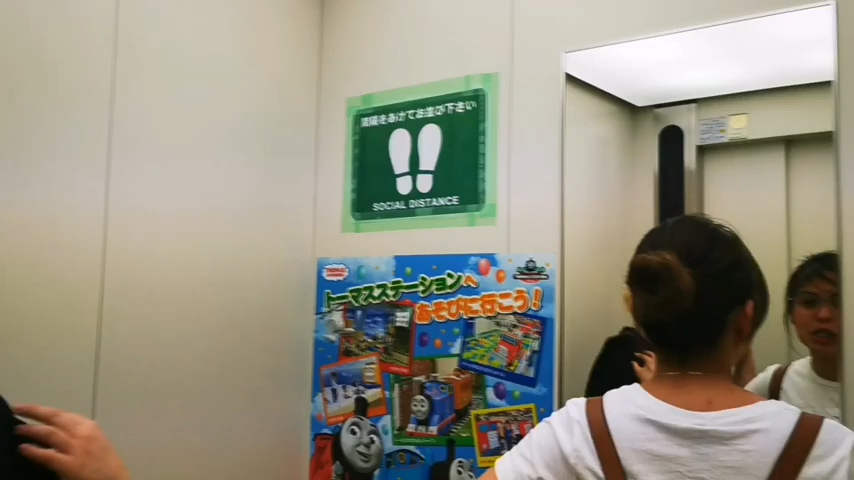 間隔をあけてお並び下さい
SOCIAL DISTANCE
THOMAS
トーマスステーションへ
あそびに行こう!